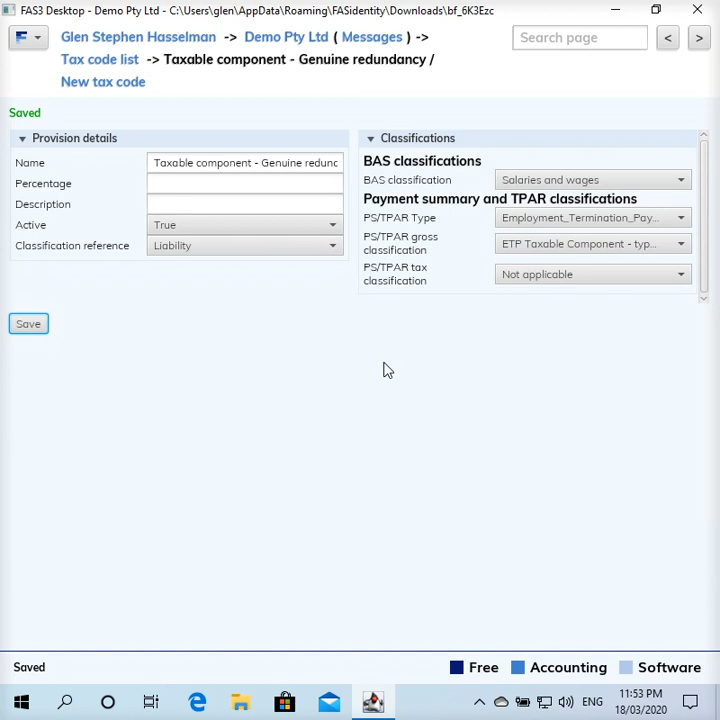 FAS3 Desktop - Demo Pty Ltd - C:\Users\glen\AppData\Roaming\FASidentity\Downloads\bf_6K3Ezc
F
Glen Stephen Hasselman -> Demo Pty Ltd ( Messages ) ->
Search page
<
>
Tax code list -> Taxable component - Genuine redundancy /
New tax code
Saved
Provision details
Name
Taxable component - Genuine redunc
Percentage
Description
Active
True
Classification reference
Liability
Save
Classifications
BAS classifications
BAS classification
Salaries and wages
Payment summary and TPAR classifications
PS/TPAR Type
Employment_Termination_Pay...
PS/TPAR gross
classification
ETP Taxable Component - typ...
PS/TPAR tax
classification
Not applicable
Saved
Free
Accounting
Software
ENG
11:53 PM
18/03/2020